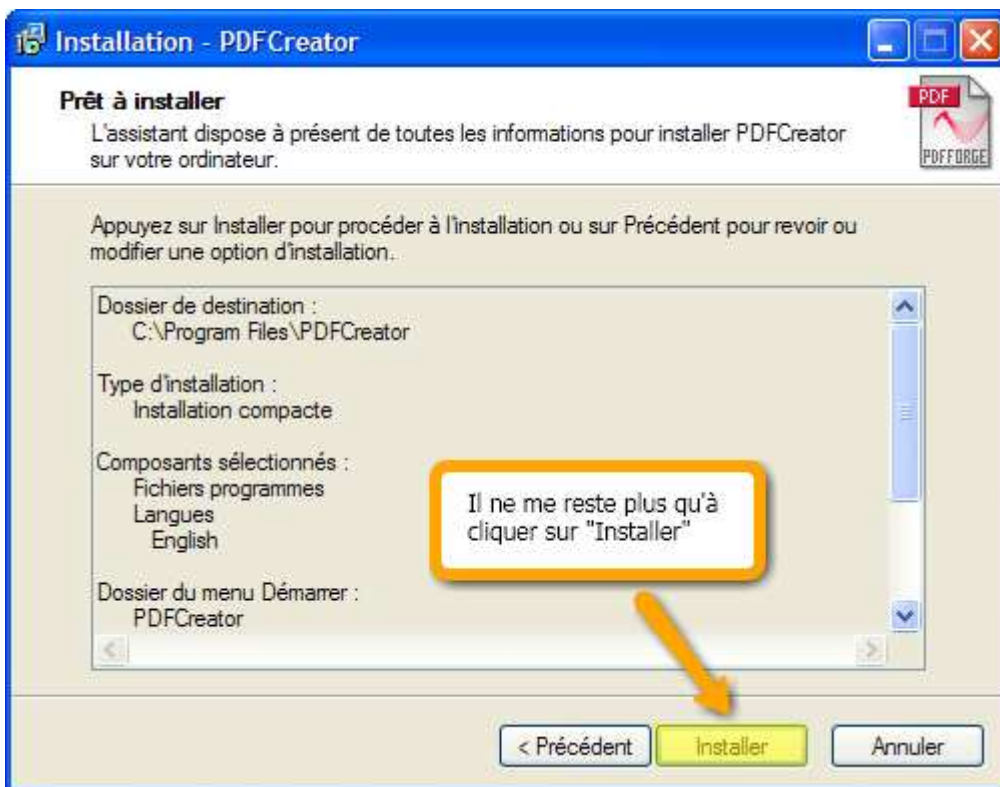 Installation - PDFCreator
Prêt à installer
L'assistant dispose à présent de toutes les informations pour installer PDFCreator
sur votre ordinateur.
PDF
PDFFORGE
Appuyez sur Installer pour procéder à l'installation ou sur Précédent pour revoir ou
modifier une option d'installation.
Dossier de destination :
C:\Program Files\PDFCreator
Type d'installation :
Installation compacte
Composants sélectionnés :
Fichiers programmes
Langues
English
Dossier du menu Démarrer :
PDFCreator
Il ne me reste plus qu'à
cliquer sur "Installer"
< Précédent
Installer
Annuler